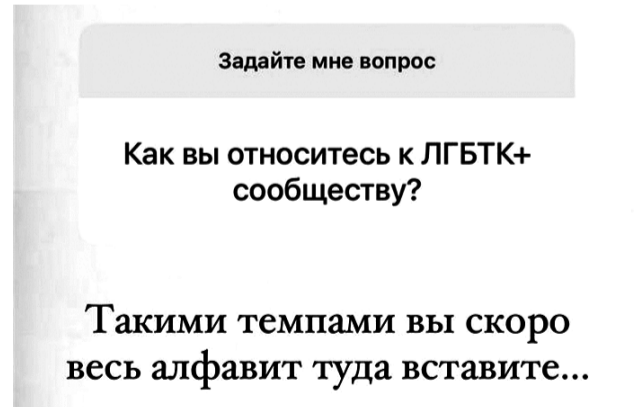 Задайте мне вопрос
Как вы относитесь к ЛГБТК+
сообществу?
Такими темпами вы скоро
весь алфавит туда вставите...